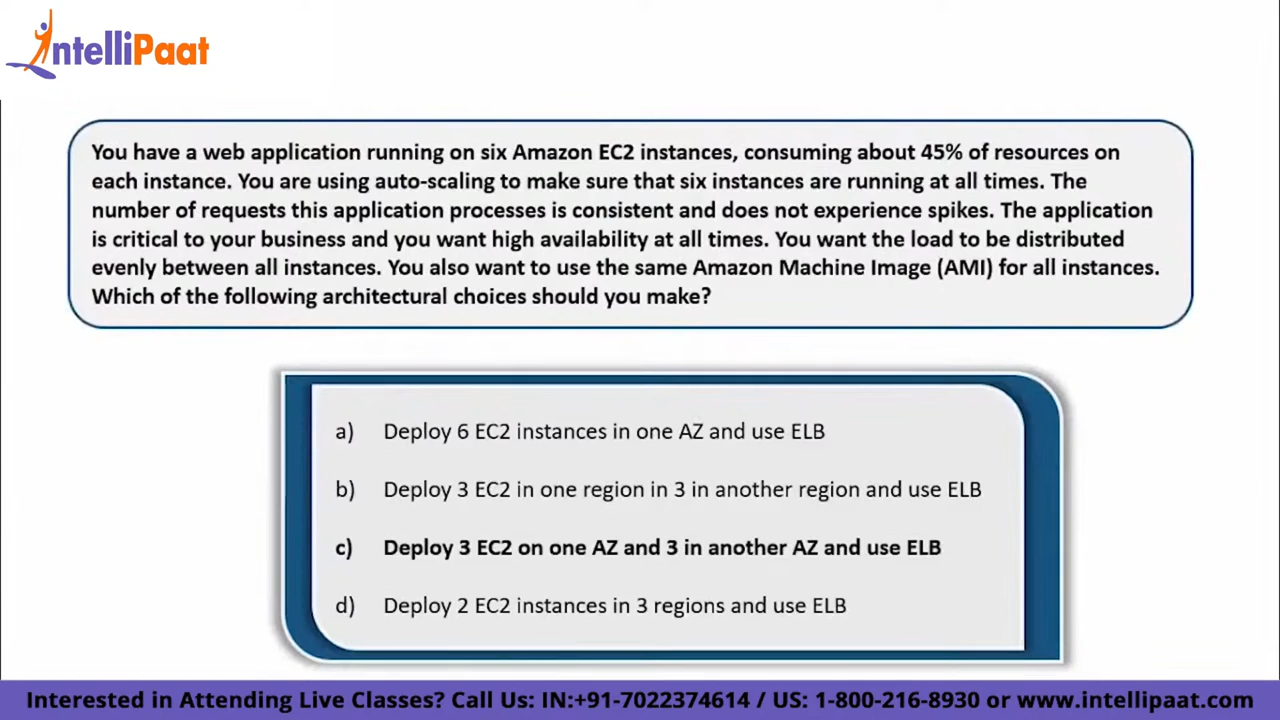 IntelliPaat
You have a web application running on six Amazon EC2 instances, consuming about 45% of resources on
each instance. You are using auto-scaling to make sure that six instances are running at all times. The
number of requests this application processes is consistent and does not experience spikes. The application
is critical to your business and you want high availability at all times. You want the load to be distributed
evenly between all instances. You also want to use the same Amazon Machine Image (AMI) for all instances.
Which of the following architectural choices should you make?
a) Deploy 6 EC2 instances in one AZ and use ELB
b) Deploy 3 EC2 in one region in 3 in another region and use ELB
c) Deploy 3 EC2 on one AZ and 3 in another AZ and use ELB
d) Deploy 2 EC2 instances in 3 regions and use ELB
Interested in Attending Live Classes? Call Us: IN:+91-7022374614 / US: 1-800-216-8930 or www.intellipaat.com